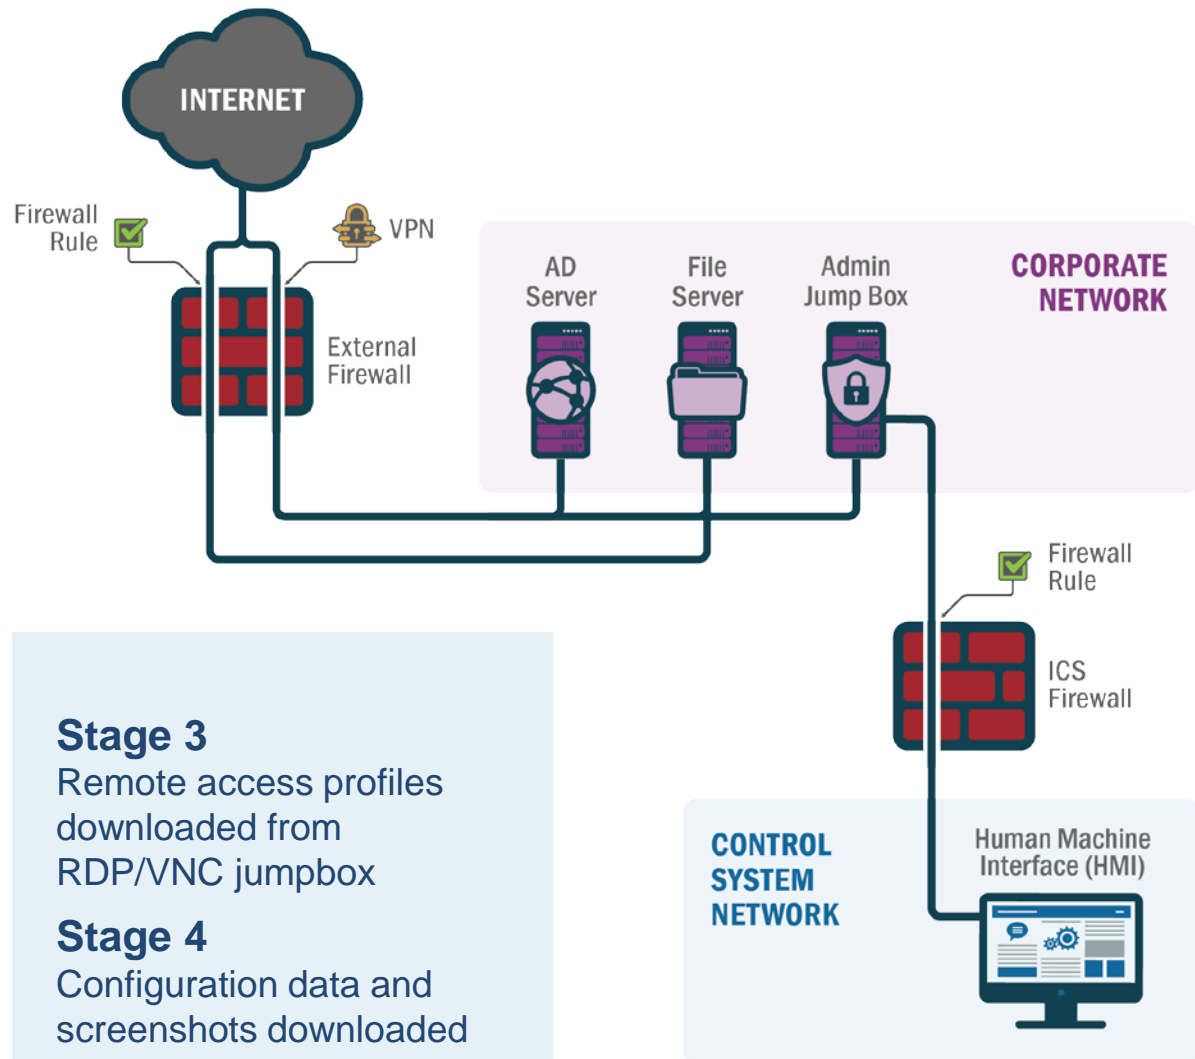 INTERNET
Firewall
Rule
VPN
External
Firewall
AD
Server
File
Server
Admin
Jump Box
CORPORATE
NETWORK
Firewall
Rule
ICS
Firewall
Stage 3
Remote access profiles
downloaded from
RDP/VNC jumpbox
Stage 4
Configuration data and
screenshots downloaded
CONTROL
SYSTEM
NETWORK
Human Machine
Interface (HMI)